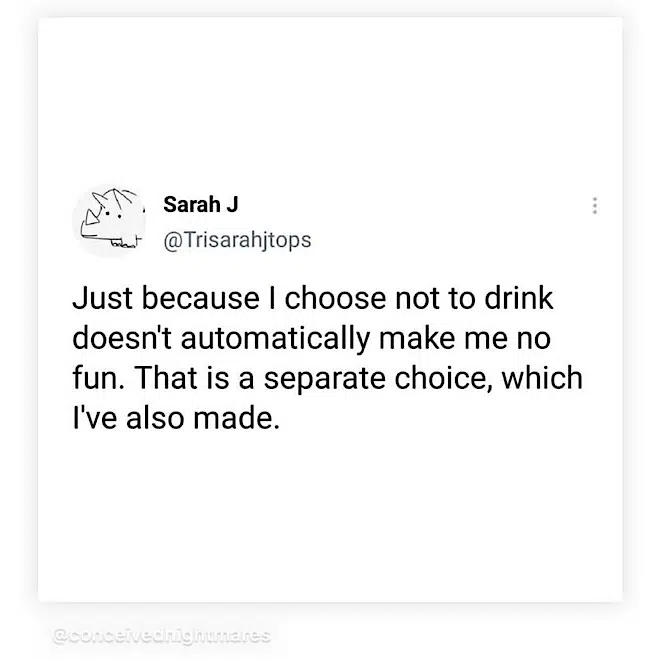 Sarah J
@Trisarahjtops
Just because I choose not to drink
doesn't automatically make me no
fun. That is a separate choice, which
I've also made.
@conceivednightmares